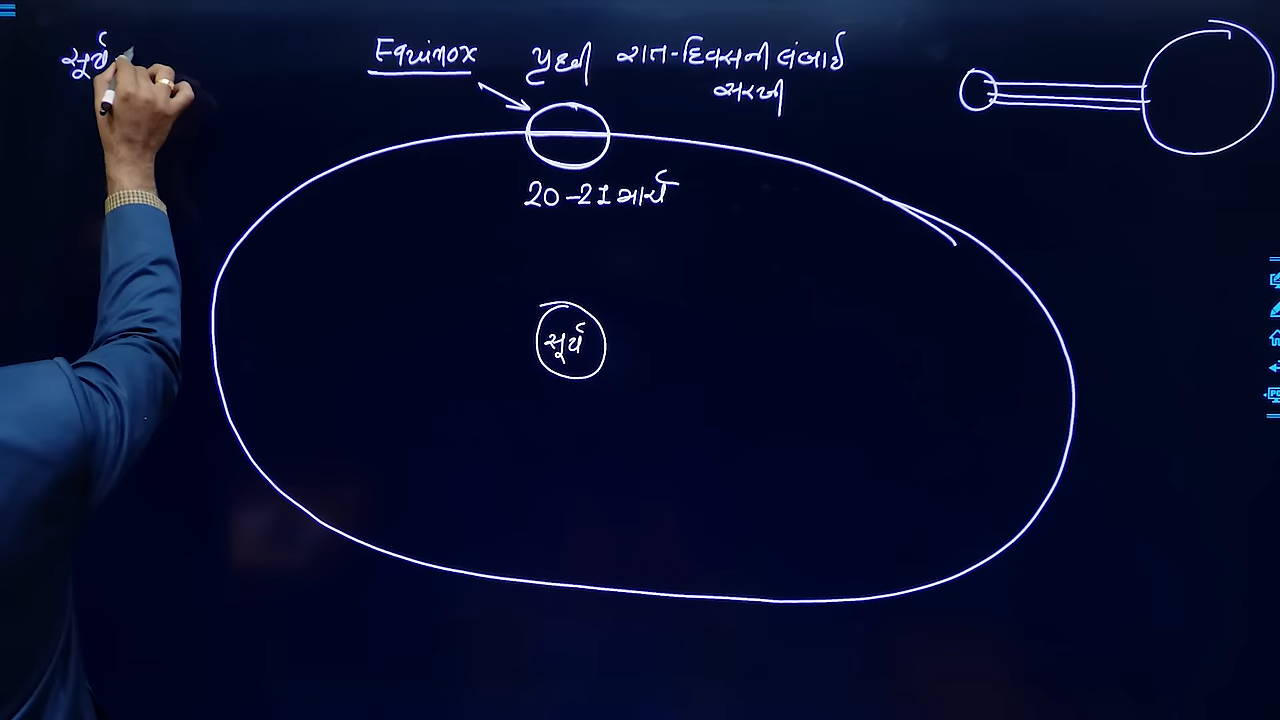 સૂર્ય
Equinox
પૃથ્વી
રાત-દિવસની લંબાઈ
સરખી
20-21 માર્ચ
સૂર્ય